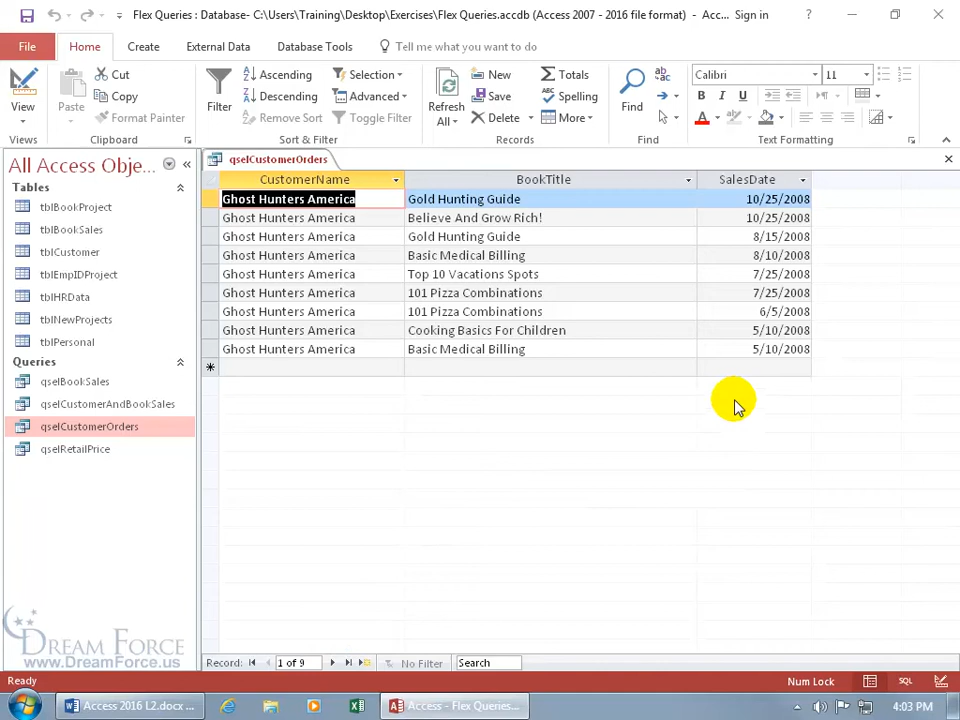 Flex Queries : Database- C:\Users\Training\Desktop\Exercises\Flex Queries.accdb (Access 2007 - 2016 file format) - Acc... Sign in ?
File Home Create External Data Database Tools Tell me what you want to do
View
Views
Paste
Cut
Copy
Format Painter
Clipboard
Filter
Ascending
Descending
Remove Sort
Selection
Advanced
Toggle Filter
Sort & Filter
Refresh
All
New
Save
Delete
Totals
Spelling
More
Records
Find
Find
Calibri 11
B I U
A
Text Formatting
All Access Obje...
Tables
tblBookProject
tblBookSales
tblCustomer
tblEmpIDProject
tblHRData
tblNewProjects
tblPersonal
Queries
qselBookSales
qselCustomerAndBookSales
qselCustomerOrders
qselRetailPrice
qselCustomerOrders
CustomerName BookTitle SalesDate
Ghost Hunters America Gold Hunting Guide 10/25/2008
Ghost Hunters America Believe And Grow Rich! 10/25/2008
Ghost Hunters America Gold Hunting Guide 8/15/2008
Ghost Hunters America Basic Medical Billing 8/10/2008
Ghost Hunters America Top 10 Vacations Spots 7/25/2008
Ghost Hunters America 101 Pizza Combinations 7/25/2008
Ghost Hunters America 101 Pizza Combinations 6/5/2008
Ghost Hunters America Cooking Basics For Children 5/10/2008
Ghost Hunters America Basic Medical Billing 5/10/2008
DREAM FORCE
www.DreamForce.us
Record: 1 of 9 No Filter Search
Ready Num Lock SQL
Access 2016 L2.docx ... Access - Flex Queries... 4:03 PM